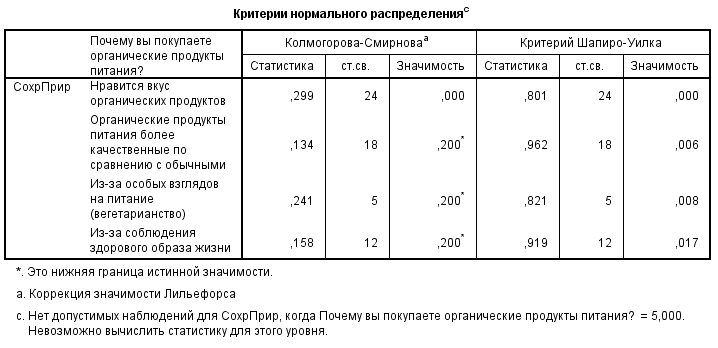 Критерии нормального распределенияc
Почему вы покупаете органические продукты питания? Колмогорова-Смирноваa Критерий Шапиро-Уилка
Статистика ст.св. Значимость Статистика ст.св. Значимость
СохрПрир Нравится вкус
органических продуктов ,299 24 ,000 ,801 24 ,000
Органические продукты
питания более
качественные по
сравнению с обычными ,134 18 ,200* ,962 18 ,006
Из-за особых взглядов
на питание
(вегетарианство) ,241 5 ,200* ,821 5 ,008
Из-за соблюдения
здорового образа жизни ,158 12 ,200* ,919 12 ,017
*. Это нижняя граница истинной значимости.
a. Коррекция значимости Лильефорса
c. Нет допустимых наблюдений для СохрПрир, когда Почему вы покупаете органические продукты питания? = 5,000.
Невозможно вычислить статистику для этого уровня.